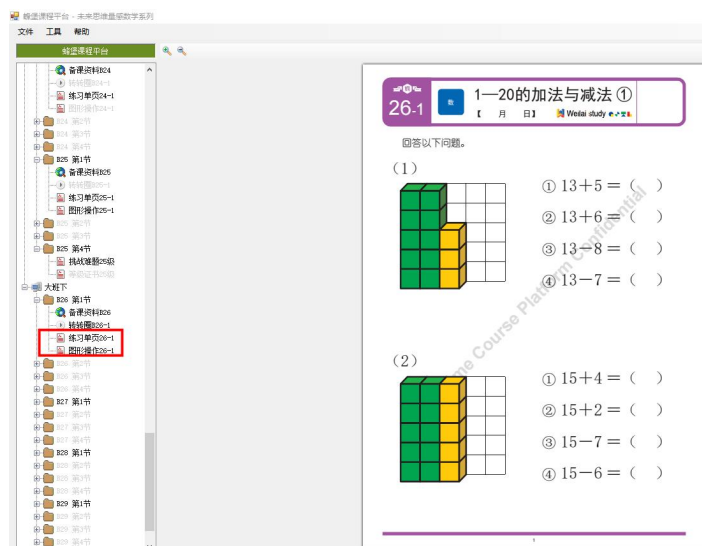 蜂堡课程平台 - 未来思维量感数学系列
文件 工具 帮助
蜂堡课程平台
备课资料B24
转转圈B24-1
练习单页24-1
图形操作24-1
B24 第2节
B24 第3节
B24 第4节
B25 第1节
备课资料B25
转转圈B25-1
练习单页25-1
图形操作25-1
B25 第2节
B25 第3节
B25 第4节
挑战难题25级
等级证书25级
大班下
B26 第1节
备课资料B26
转转圈B26-1
练习单页26-1
图形操作26-1
B26 第2节
B26 第3节
B26 第4节
B27 第1节
B27 第2节
B27 第3节
B27 第4节
B28 第1节
B28 第2节
B28 第3节
B28 第4节
B29 第1节
B29 第2节
B29 第3节
B29 第4节
26-1
数
1—20的加法与减法 ①
【 月 日】 Weilai study
回答以下问题。
(1)
① 13+5= ( )
② 13+6= ( )
③ 13-8= ( )
④ 13-7= ( )
(2)
① 15+4= ( )
② 15+2= ( )
③ 15-7= ( )
④ 15-6= ( )
Course Platform Confidential